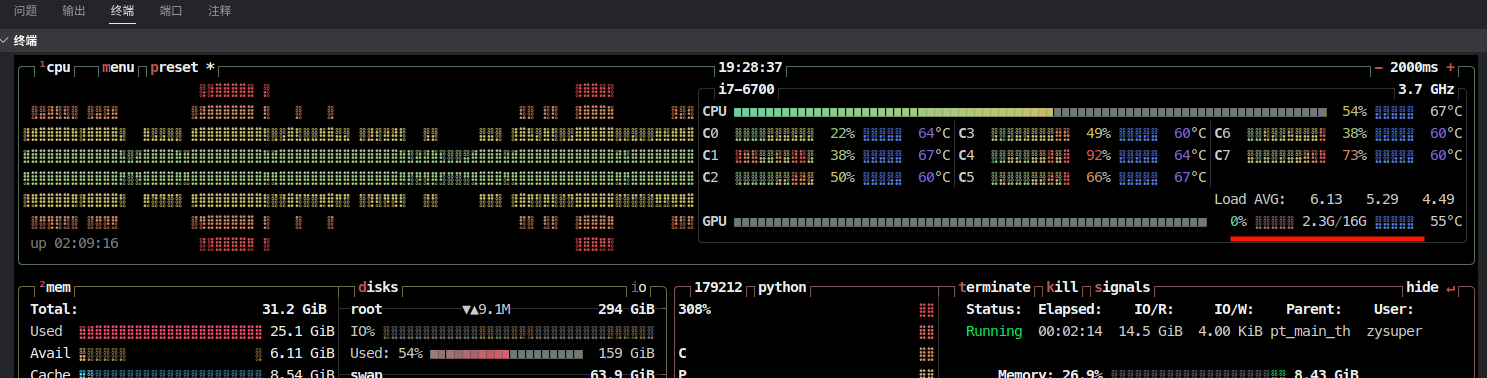 问题 输出 终端 端口 注释
终端
¹cpu menu preset * 19:28:37 − 2000ms +
i7-6700 3.7 GHz
CPU 54% 67°C
C0 22% 64°C C3 49% 60°C C6 38% 60°C
C1 38% 67°C C4 92% 64°C C7 73% 60°C
C2 50% 60°C C5 66% 67°C
Load AVG: 6.13 5.29 4.49
GPU 0% 2.3G/16G 55°C
up 02:09:16
²mem disks io 179212 python terminate kill signals hide ↵
Total: 31.2 GiB root ▼▲9.1M 294 GiB 308% Status: Elapsed: IO/R: IO/W: Parent: User:
Used 25.1 GiB IO% Running 00:02:14 14.5 GiB 4.00 KiB pt_main_th zysuper
Avail 6.11 GiB Used: 54% 159 GiB C
Cache 8.54 GiB swap 63.9 GiB P Memory: 26.9% 8.43 GiB